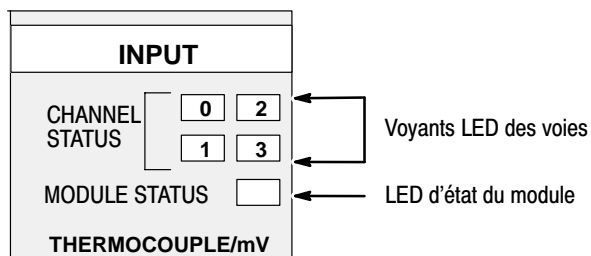 INPUT
CHANNEL
STATUS
0 2
1 3
Voyants LED des voies
MODULE STATUS
LED d'état du module
THERMOCOUPLE/mV